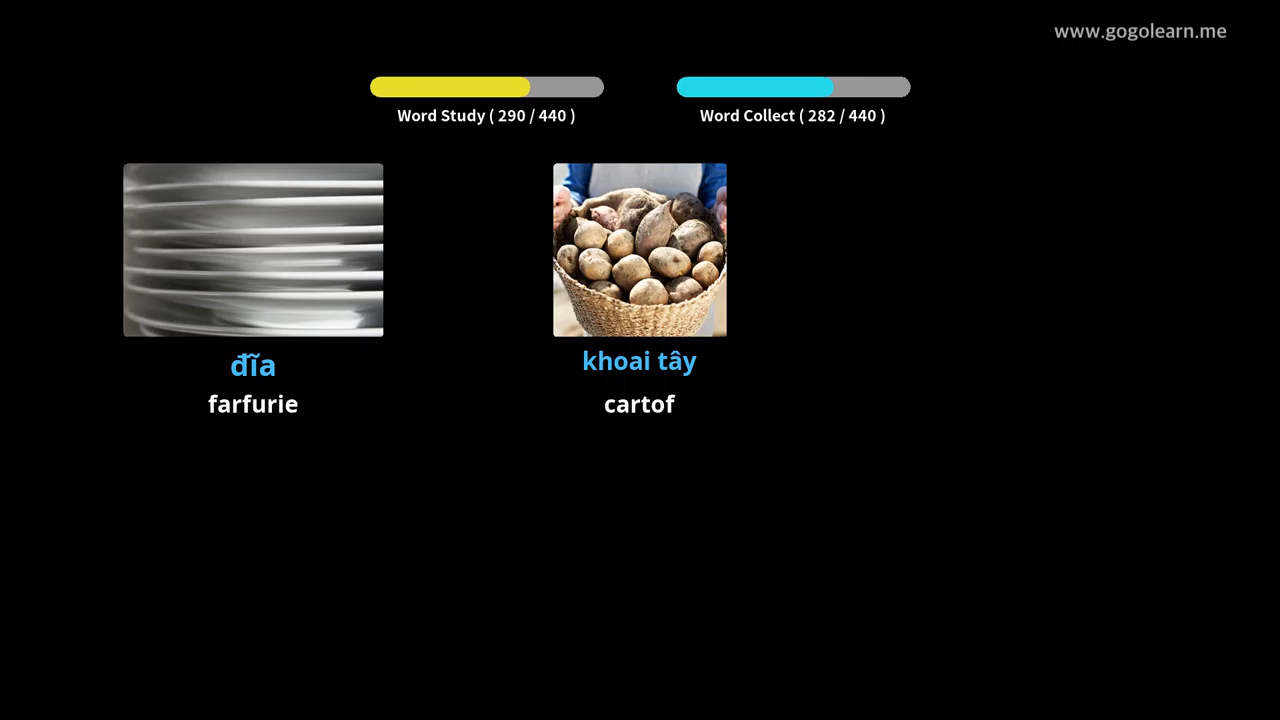 www.gogolearn.me
Word Study ( 290 / 440 )
Word Collect ( 282 / 440 )
đĩa
farfurie
khoai tây
cartof